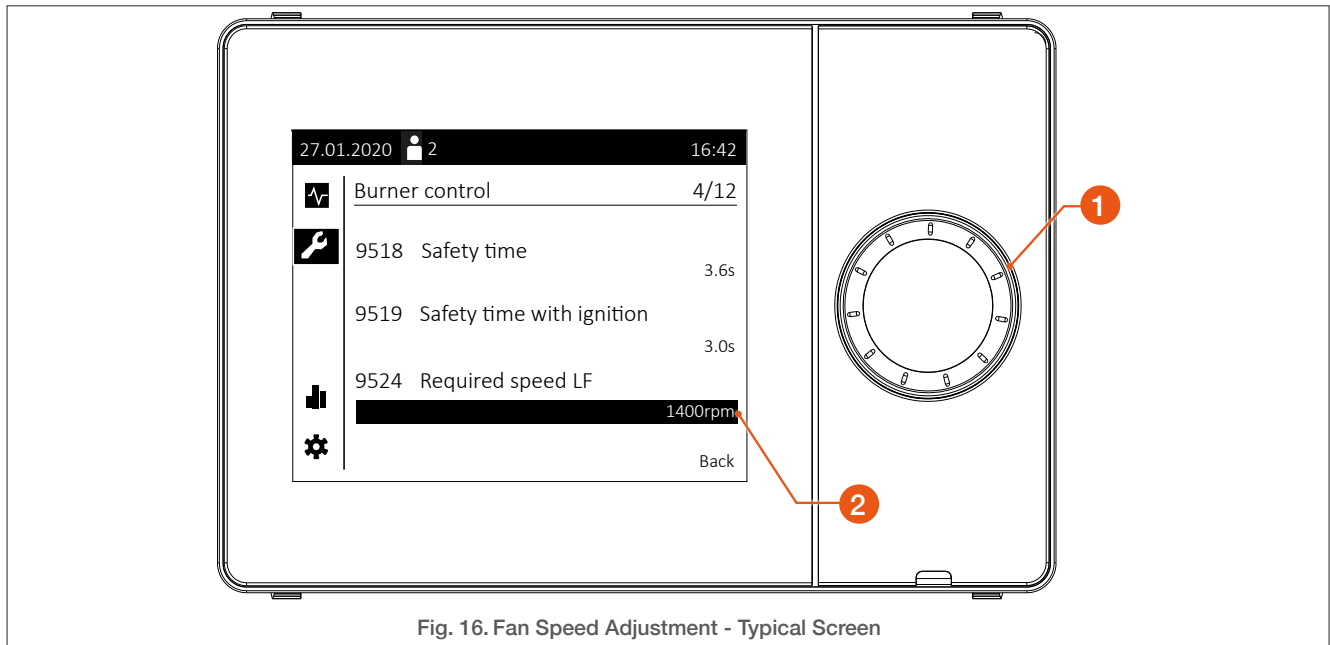 27.01.2020 2 16:42
Burner control 4/12
9518 Safety time
3.6s
9519 Safety time with ignition
3.0s
9524 Required speed LF
1400rpm
Back
1
2
Fig. 16. Fan Speed Adjustment - Typical Screen